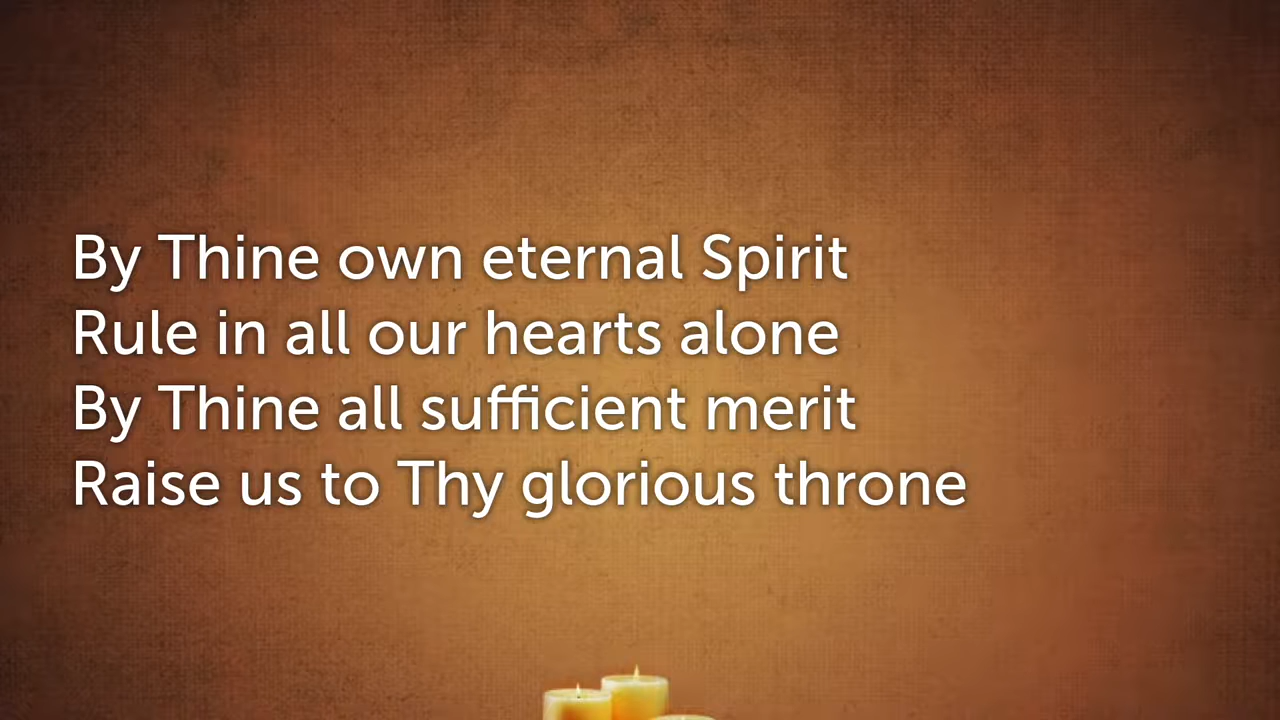 By Thine own eternal Spirit
Rule in all our hearts alone
By Thine all sufficient merit
Raise us to Thy glorious throne